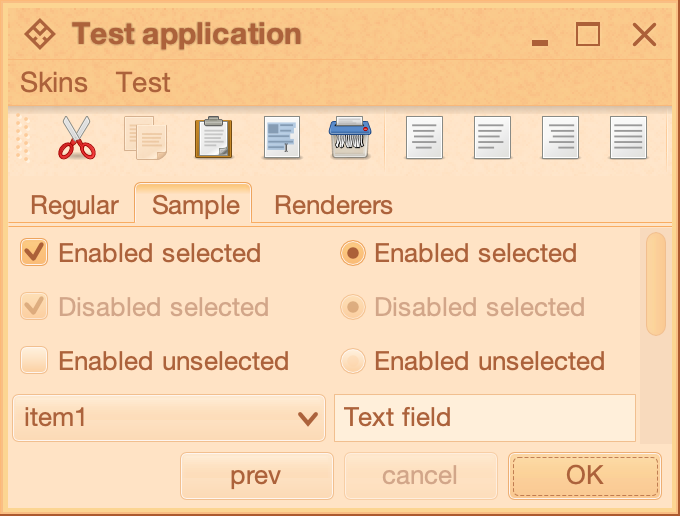 Test application
Skins Test
Regular Sample Renderers
Enabled selected Enabled selected
Disabled selected Disabled selected
Enabled unselected Enabled unselected
item1 Text field
prev cancel OK